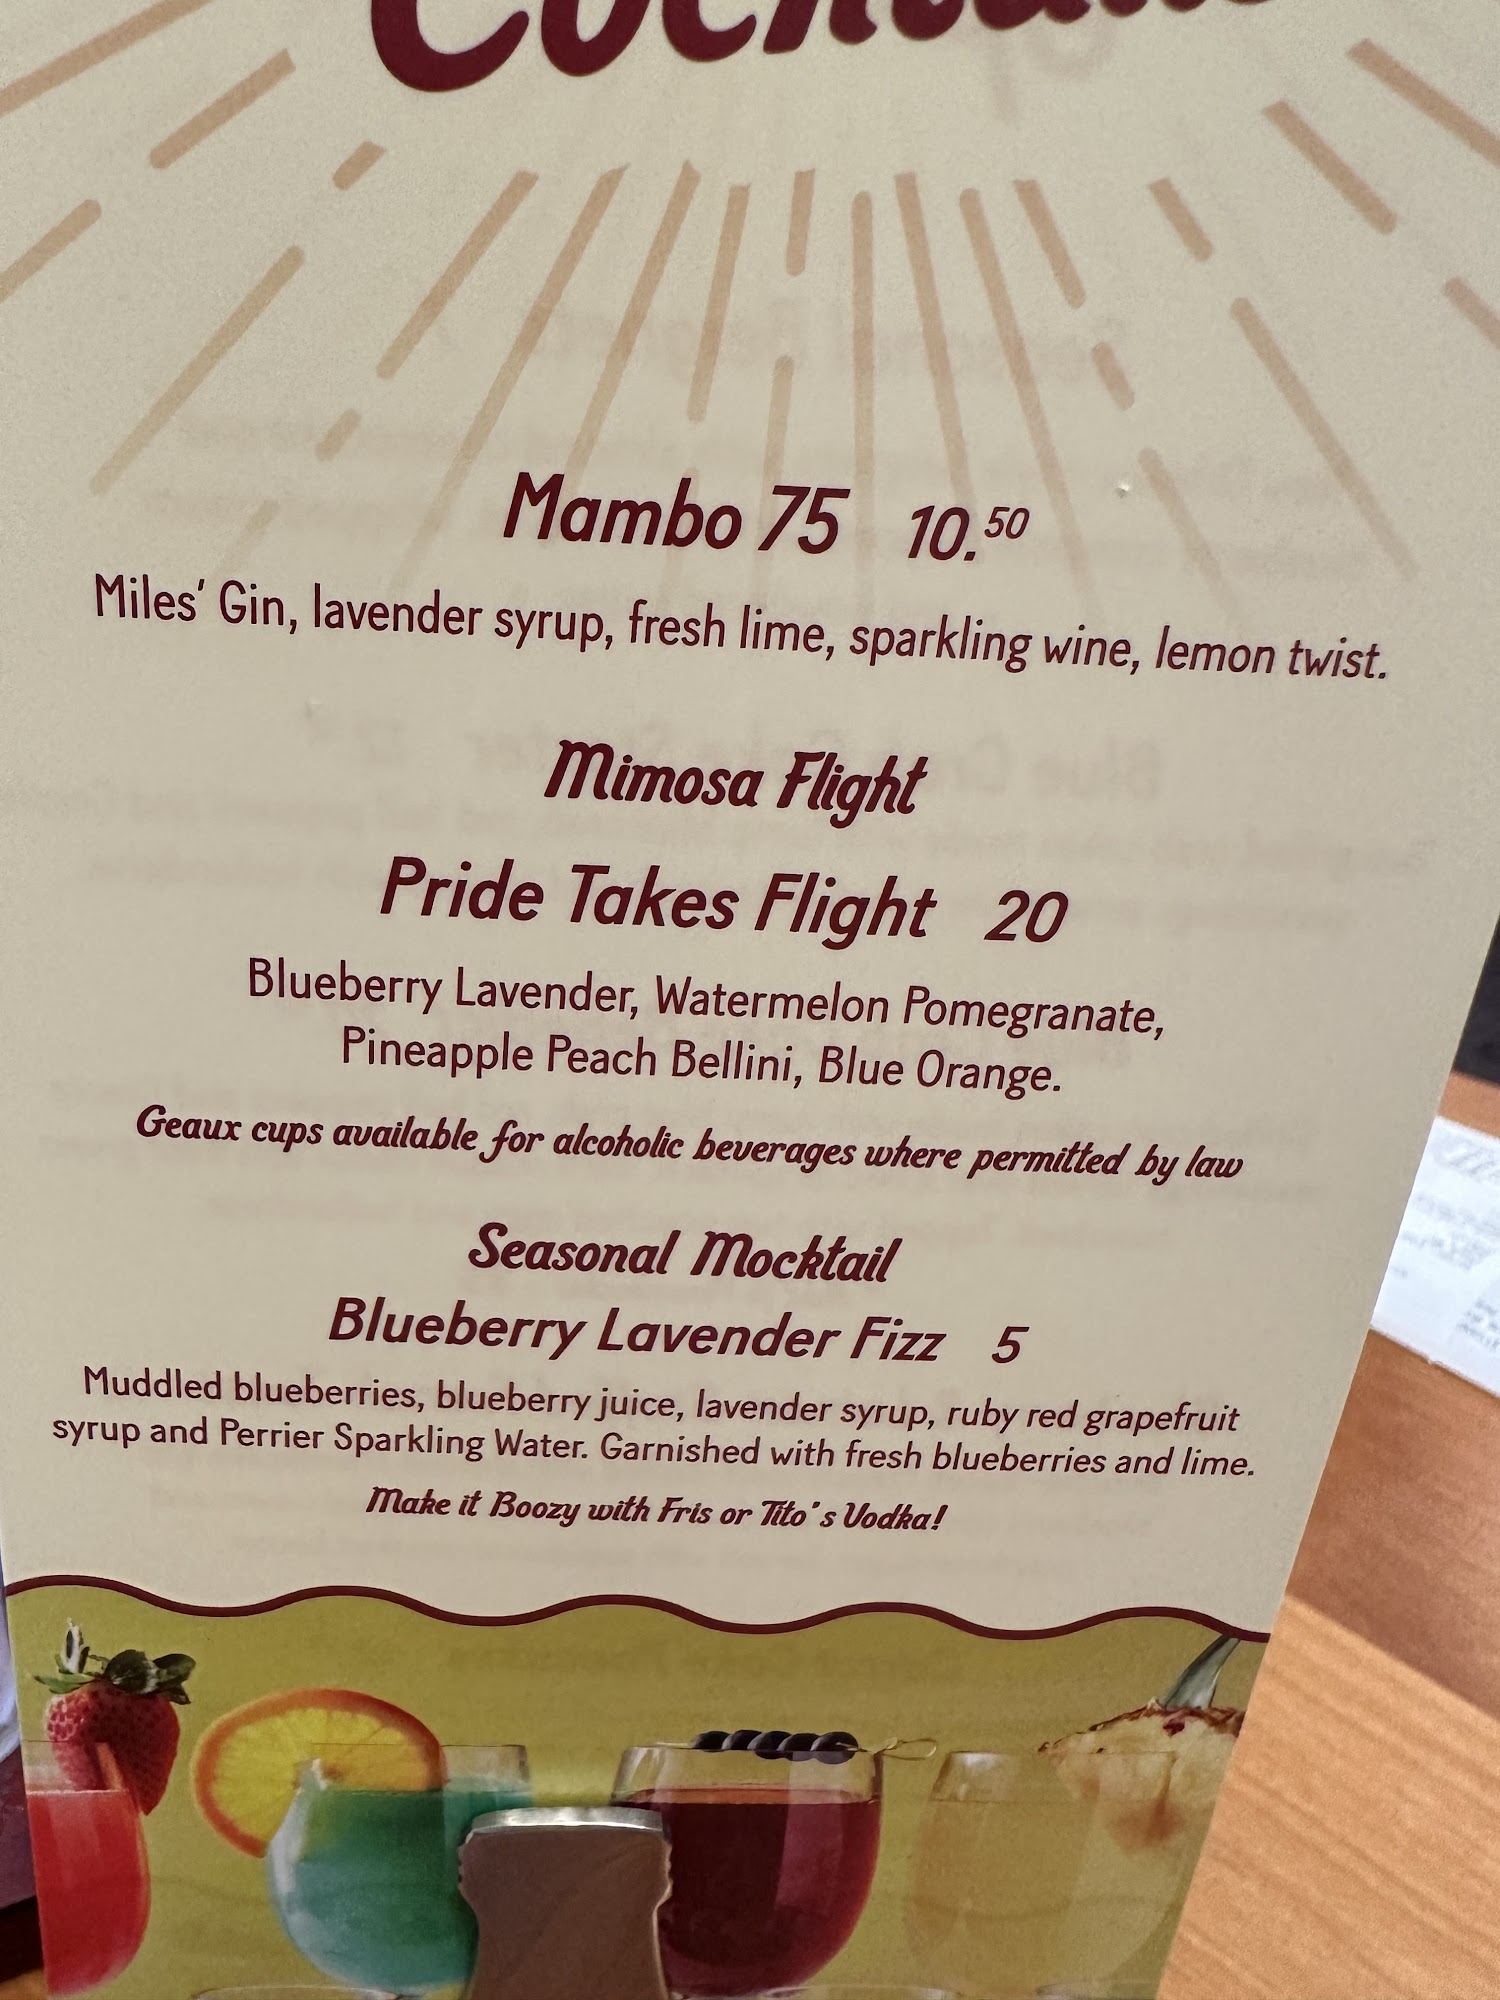 Mambo 75 10.50
Miles' Gin, lavender syrup, fresh lime, sparkling wine, lemon twist.
Mimosa Flight
Pride Takes Flight 20
Blueberry Lavender, Watermelon Pomegranate,
Pineapple Peach Bellini, Blue Orange.
Geaux cups available for alcoholic beverages where permitted by law
Seasonal Mocktail
Blueberry Lavender Fizz 5
Muddled blueberries, blueberry juice, lavender syrup, ruby red grapefruit
syrup and Perrier Sparkling Water. Garnished with fresh blueberries and lime.
Make it Boozy with Fris or Tito's Vodka!